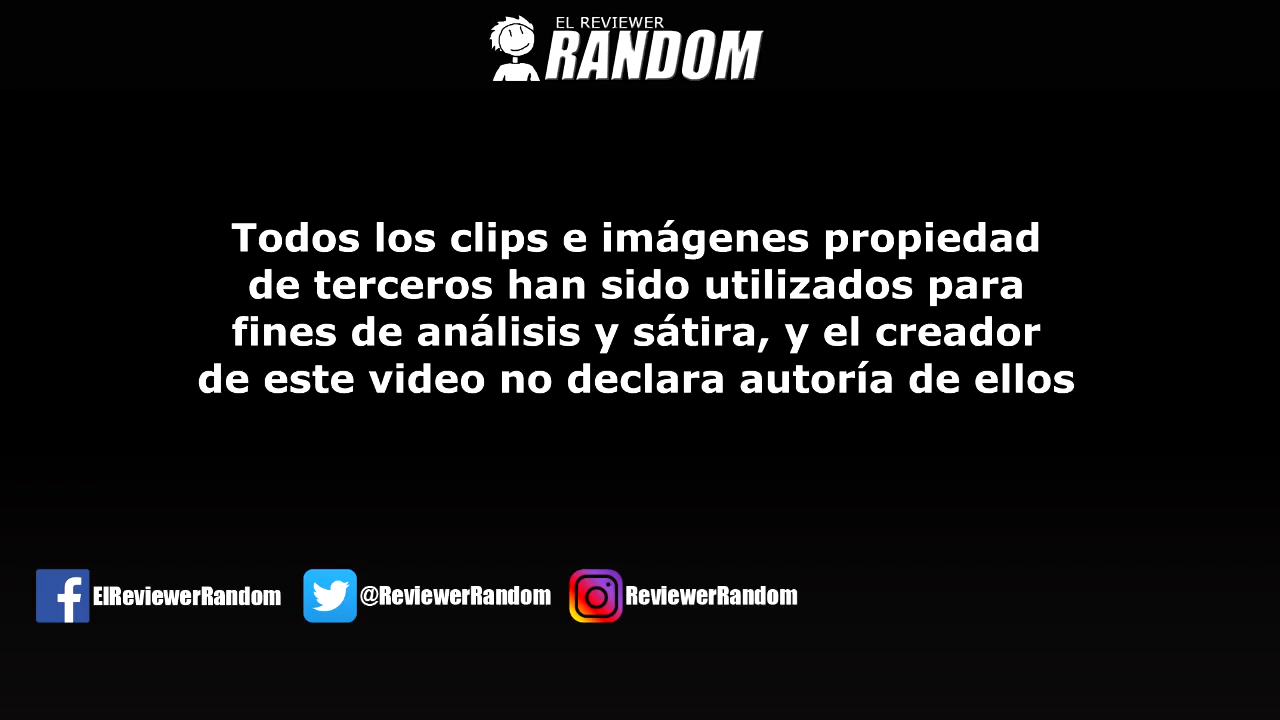 EL REVIEWER
RANDOM
Todos los clips e imágenes propiedad
de terceros han sido utilizados para
fines de análisis y sátira, y el creador
de este video no declara autoría de ellos
ElReviewerRandom @ReviewerRandom ReviewerRandom